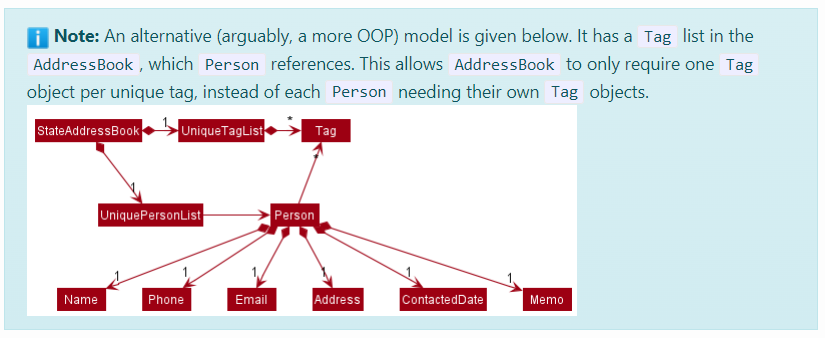 Note: An alternative (arguably, a more OOP) model is given below. It has a Tag list in the
AddressBook , which Person references. This allows AddressBook to only require one Tag
object per unique tag, instead of each Person needing their own Tag objects.
StateAddressBook 1 UniqueTagList * Tag
*
1
UniquePersonList Person
1 1 1 1 1 1
Name Phone Email Address ContactedDate Memo